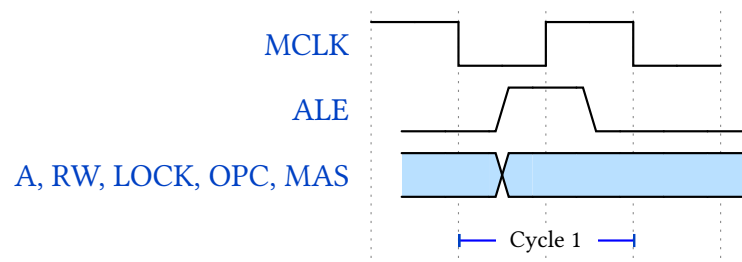 MCLK
ALE
A, RW, LOCK, OPC, MAS
Cycle 1